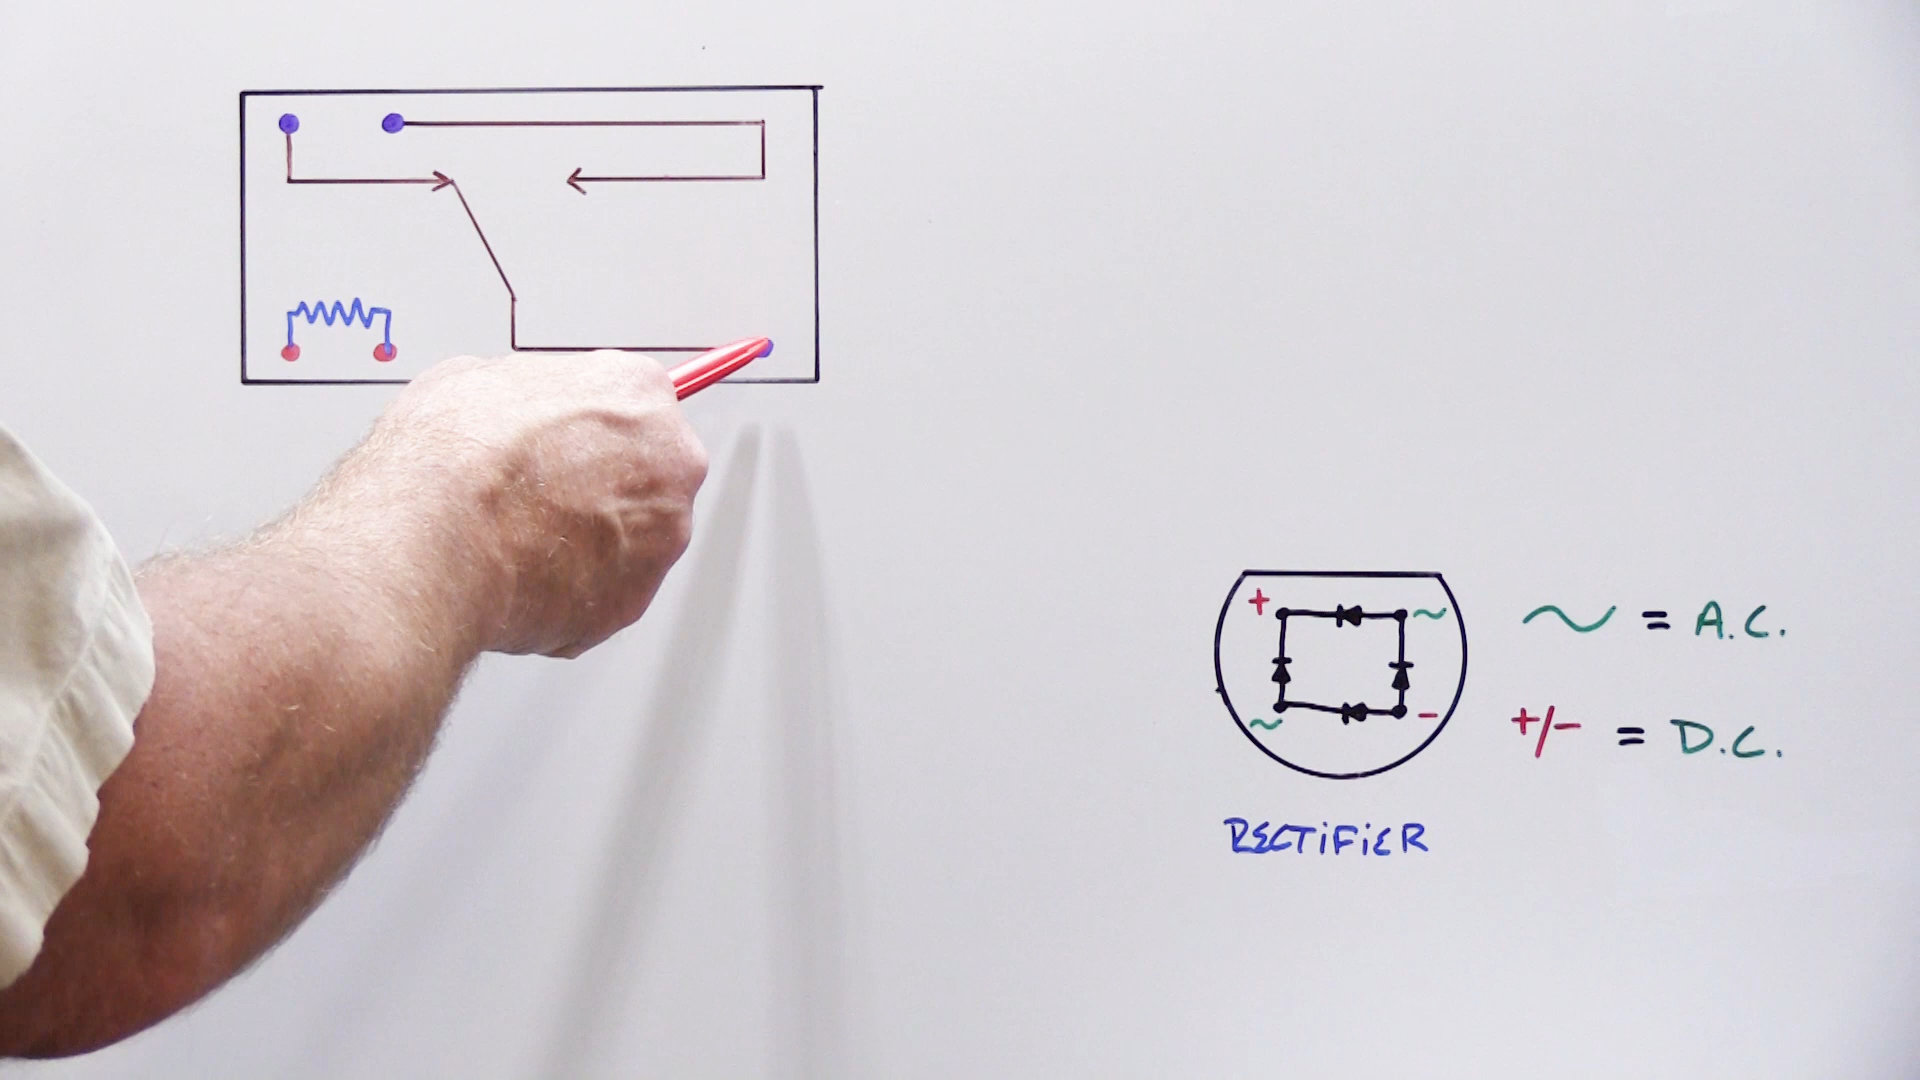 + ~
~ -
~ = A.C.
+/- = D.C.
RECTiFiER